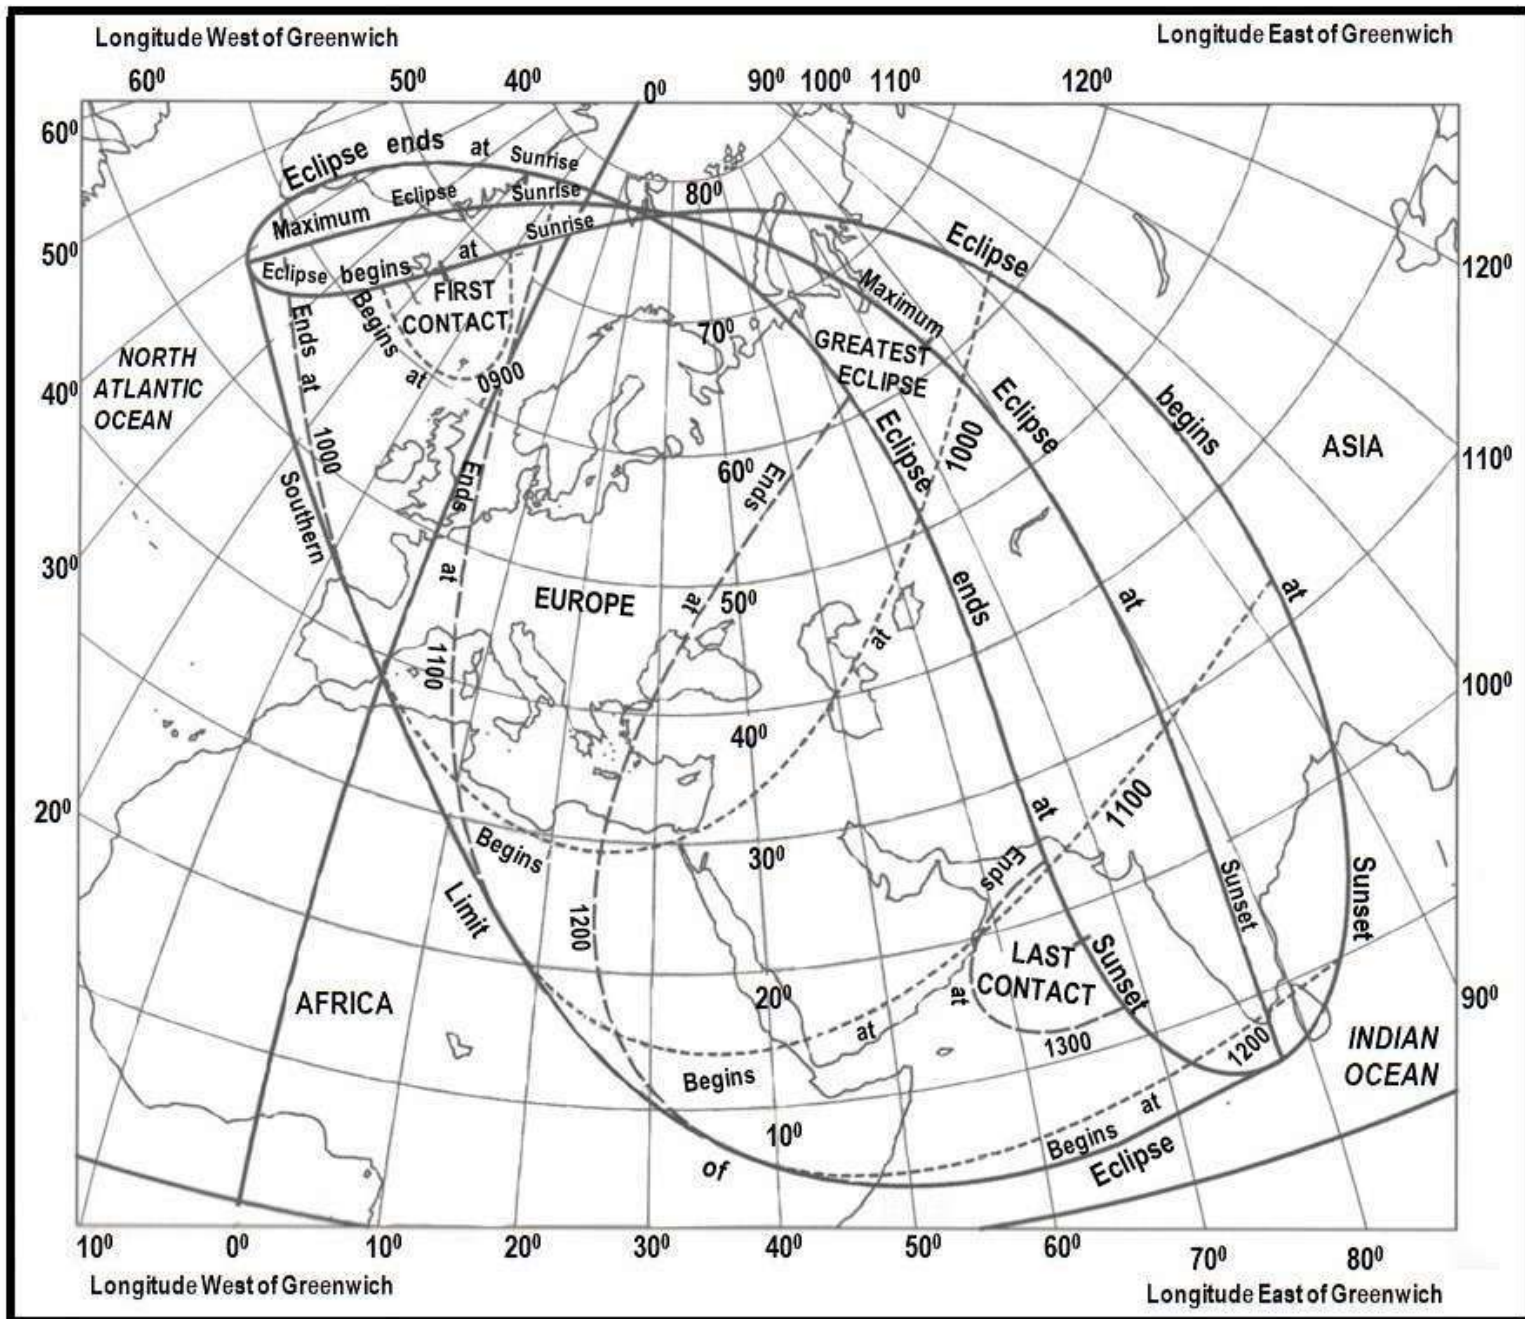 Longitude West of Greenwich
Longitude East of Greenwich
60⁰ 50⁰ 40⁰ 0⁰ 90⁰ 100⁰ 110⁰ 120⁰
60⁰
50⁰
40⁰
30⁰
20⁰
120⁰
110⁰
100⁰
90⁰
Eclipse ends at Sunrise
Maximum Eclipse Sunrise
Eclipse begins at Sunrise
FIRST
CONTACT
Begins at 0900
Ends at 1000
NORTH
ATLANTIC
OCEAN
80⁰
70⁰
60⁰
50⁰
40⁰
30⁰
20⁰
10⁰
Eclipse begins at Sunset
Maximum Eclipse at Sunset
GREATEST
ECLIPSE
Eclipse ends at Sunset
ASIA
EUROPE
Ends at 1100
Ends at 1200
Begins at 1000
Begins at 1100
Begins at 1200
Ends at 1300
LAST
CONTACT
AFRICA
INDIAN
OCEAN
Southern Limit of Eclipse
10⁰ 0⁰ 10⁰ 20⁰ 30⁰ 40⁰ 50⁰ 60⁰ 70⁰ 80⁰
Longitude West of Greenwich
Longitude East of Greenwich